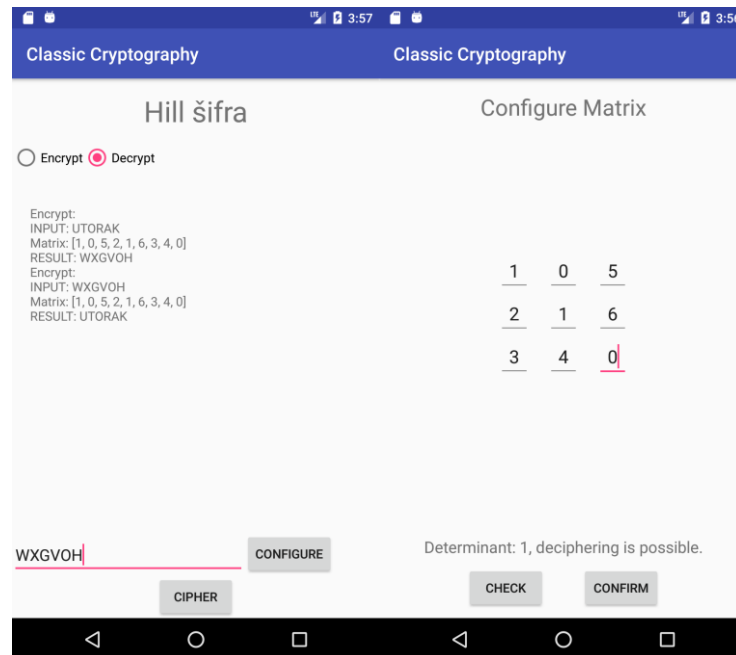 3:57
Classic Cryptography
Hill šifra
Encrypt Decrypt
Encrypt:
INPUT: UTORAK
Matrix: [1, 0, 5, 2, 1, 6, 3, 4, 0]
RESULT: WXGVOH
Encrypt:
INPUT: WXGVOH
Matrix: [1, 0, 5, 2, 1, 6, 3, 4, 0]
RESULT: UTORAK
WXGVOH
CONFIGURE
CIPHER
LTE 3:56
Classic Cryptography
Configure Matrix
1 0 5
2 1 6
3 4 0
Determinant: 1, deciphering is possible.
CHECK CONFIRM